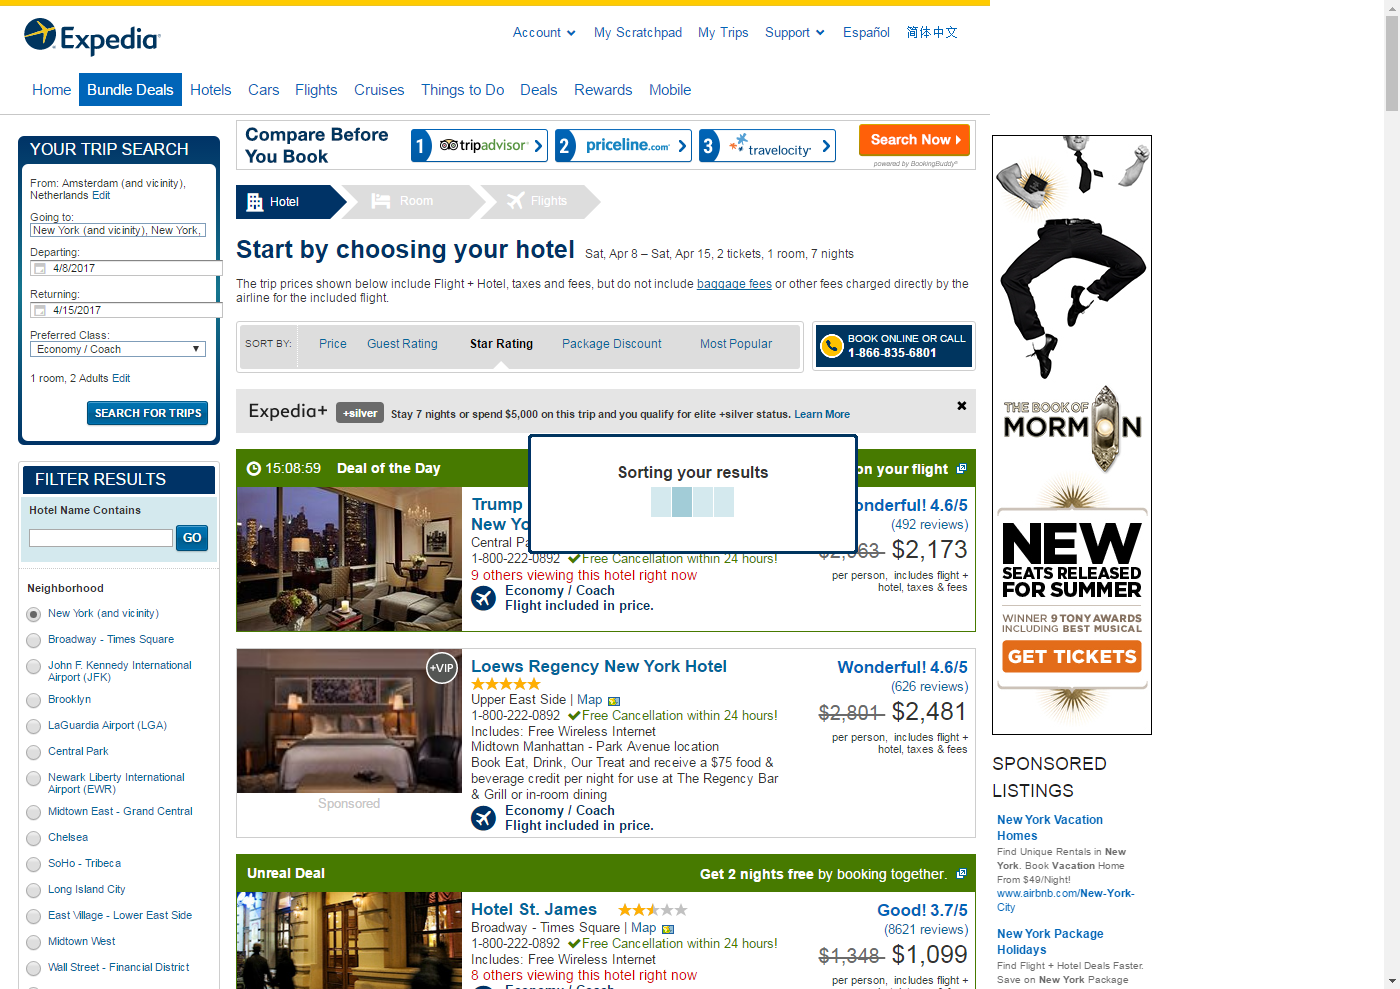 Expedia
Account
My Scratchpad
My Trips
Support
Español
简体中文
Home
Bundle Deals
Hotels
Cars
Flights
Cruises
Things to Do
Deals
Rewards
Mobile
YOUR TRIP SEARCH
From: Amsterdam (and vicinity),
Netherlands Edit
Going to:
New York (and vicinity), New York,
Departing:
4/8/2017
Returning:
4/15/2017
Preferred Class:
Economy / Coach
1 room, 2 Adults Edit
SEARCH FOR TRIPS
FILTER RESULTS
Hotel Name Contains
GO
Neighborhood
New York (and vicinity)
Broadway - Times Square
John F. Kennedy International
Airport (JFK)
Brooklyn
LaGuardia Airport (LGA)
Central Park
Newark Liberty International
Airport (EWR)
Midtown East - Grand Central
Chelsea
SoHo - Tribeca
Long Island City
East Village - Lower East Side
Midtown West
Wall Street - Financial District
Compare Before
You Book
1 tripadvisor
2 priceline.com
3 travelocity
Search Now
powered by BookingBuddy
Hotel
Room
Flights
Start by choosing your hotel
Sat, Apr 8 – Sat, Apr 15, 2 tickets, 1 room, 7 nights
The trip prices shown below include Flight + Hotel, taxes and fees, but do not include baggage fees or other fees charged directly by the
airline for the included flight.
SORT BY:
Price
Guest Rating
Star Rating
Package Discount
Most Popular
BOOK ONLINE OR CALL
1-866-835-6801
Expedia+
+silver
Stay 7 nights or spend $5,000 on this trip and you qualify for elite +silver status. Learn More
Sorting your results
15:08:59
Deal of the Day
on your flight
Trump
New Yo
Central Pa
1-800-222-0892
Free Cancellation within 24 hours!
9 others viewing this hotel right now
Economy / Coach
Flight included in price.
onderful! 4.6/5
(492 reviews)
$2,173
per person, includes flight +
hotel, taxes & fees
+VIP
Sponsored
Loews Regency New York Hotel
Upper East Side | Map
1-800-222-0892
Free Cancellation within 24 hours!
Includes: Free Wireless Internet
Midtown Manhattan - Park Avenue location
Book Eat, Drink, Our Treat and receive a $75 food &
beverage credit per night for use at The Regency Bar
& Grill or in-room dining
Economy / Coach
Flight included in price.
Wonderful! 4.6/5
(626 reviews)
$2,801 $2,481
per person, includes flight +
hotel, taxes & fees
Unreal Deal
Get 2 nights free by booking together.
Hotel St. James
Broadway - Times Square | Map
1-800-222-0892
Free Cancellation within 24 hours!
Includes: Free Wireless Internet
8 others viewing this hotel right now
Good! 3.7/5
(8621 reviews)
$1,348 $1,099
per person, includes flight +
THE BOOK OF
MORMON
NEW
SEATS RELEASED
FOR SUMMER
WINNER 9 TONY AWARDS
INCLUDING BEST MUSICAL
GET TICKETS
SPONSORED
LISTINGS
New York Vacation
Homes
Find Unique Rentals in New
York. Book Vacation Home
From $49/Night!
www.airbnb.com/New-York-
City
New York Package
Holidays
Find Flight + Hotel Deals Faster.
Save on New York Package